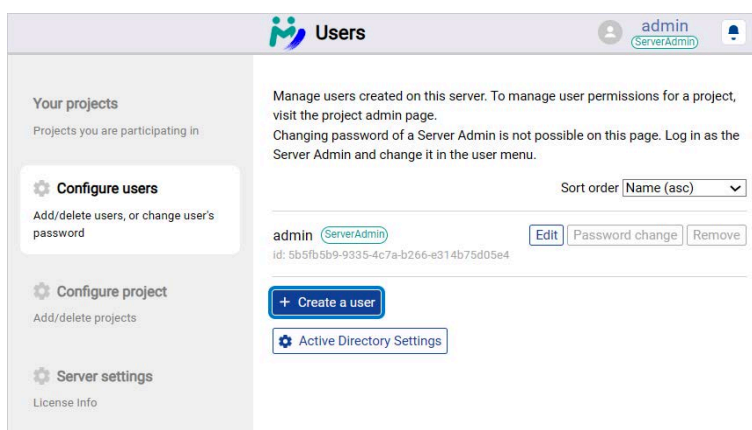 Users
admin
ServerAdmin
Your projects
Projects you are participating in
Configure users
Add/delete users, or change user's
password
Configure project
Add/delete projects
Server settings
License Info
Manage users created on this server. To manage user permissions for a project,
visit the project admin page.
Changing password of a Server Admin is not possible on this page. Log in as the
Server Admin and change it in the user menu.
Sort order Name (asc)
admin ServerAdmin Edit Password change Remove
id: 5b5fb5b9-9335-4c7a-b266-e314b75d05e4
+ Create a user
Active Directory Settings